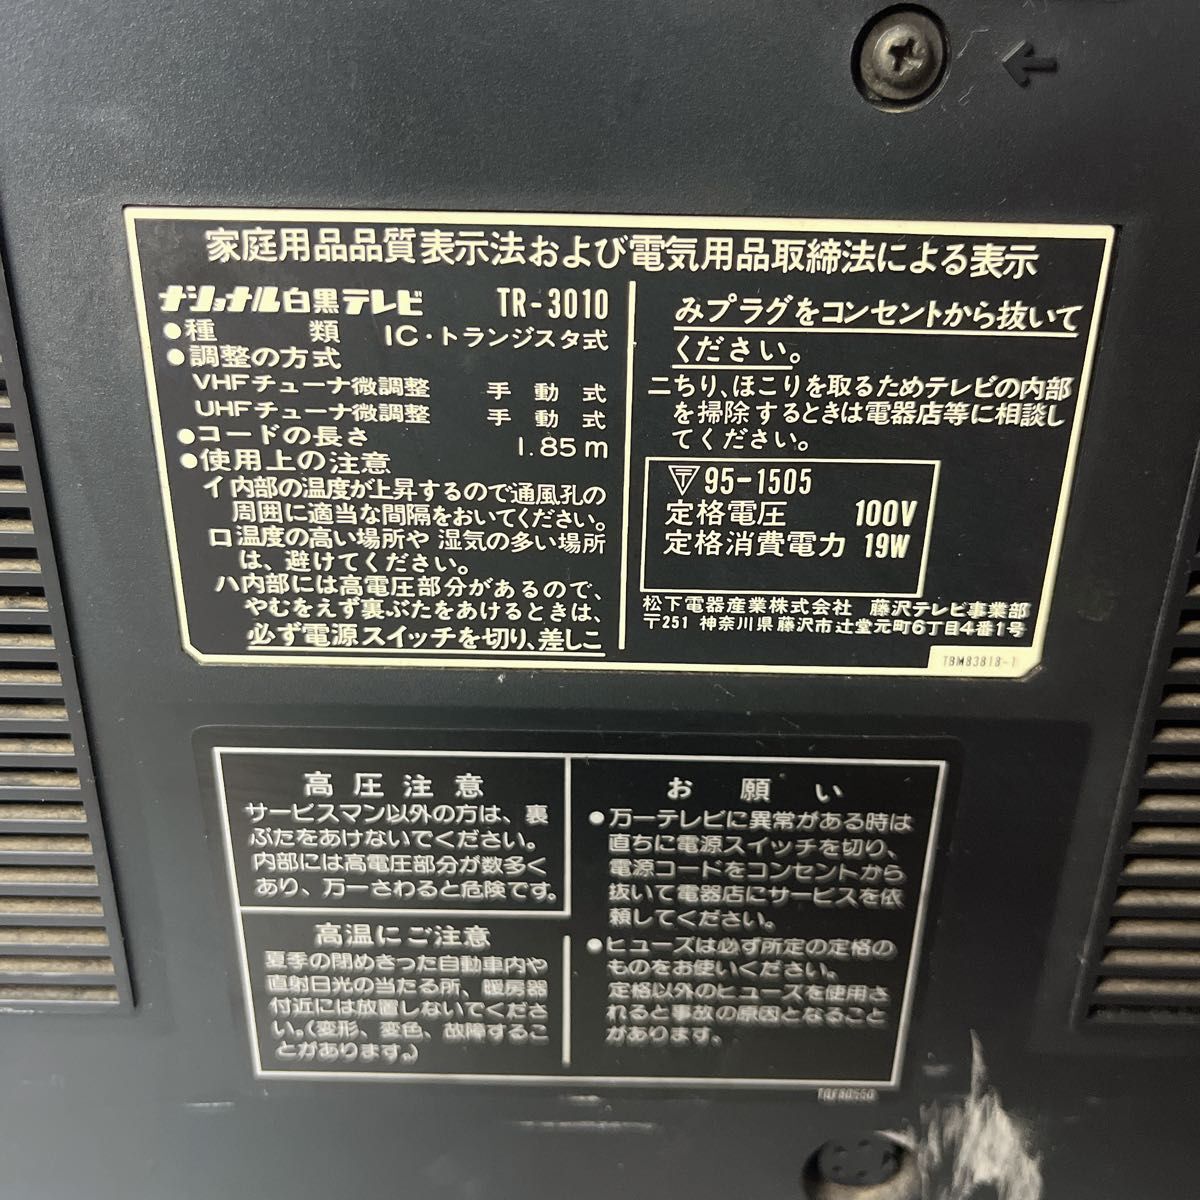 家庭用品品質表示法および電気用品取締法による表示
ナショナル白黒テレビ TR-3010
●種類 IC・トランジスタ式
●調整の方式
VHFチューナ微調整 手動式
UHFチューナ微調整 手動式
●コードの長さ 1.85m
●使用上の注意
イ内部の温度が上昇するので通風孔の
周囲に適当な間隔をおいてください。
ロ温度の高い場所や 湿気の多い場所
は、避けてください。
ハ内部には高電圧部分があるので、
やむをえず裏ぶたをあけるときは、
必ず電源スイッチを切り、差しこ
みプラグをコンセントから抜いて
ください。
ニちり、ほこりを取るためテレビの内部
を掃除するときは電器店等に相談し
てください。
〒95-1505
定格電圧 100V
定格消費電力 19W
松下電器産業株式会社 藤沢テレビ事業部
〒251 神奈川県藤沢市辻堂元町6丁目4番1号
TBM83818-1
高圧注意
サービスマン以外の方は、裏
ぶたをあけないでください。
内部には高電圧部分が数多く
あり、万一さわると危険です。
高温にご注意
夏季の閉めきった自動車内や
直射日光の当たる所、暖房器
付近には放置しないでくださ
い。(変形、変色、故障するこ
とがあります。)
お願い
●万一テレビに異常がある時は
直ちに電源スイッチを切り、
電源コードをコンセントから
抜いて電器店にサービスを依
頼してください。
●ヒューズは必ず所定の定格の
ものをお使いください。
定格以外のヒューズを使用さ
れると事故の原因となること
があります。